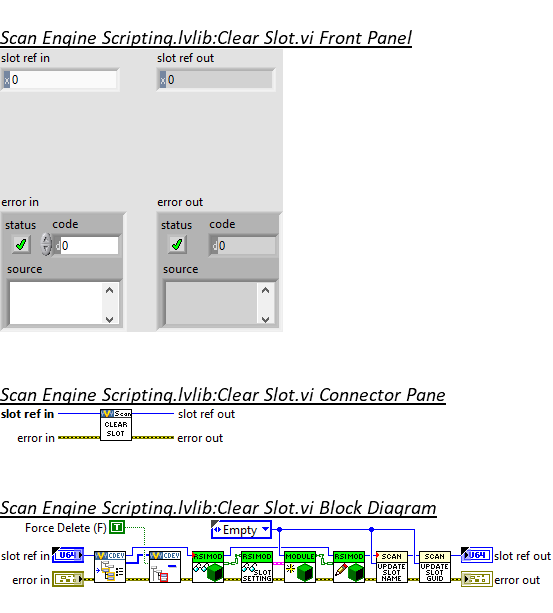 Scan Engine Scripting.lvlib:Clear Slot.vi Front Panel
slot ref in
slot ref out
x 0
x 0
error in
error out
status code
status code
d 0
d 0
source
source
Scan Engine Scripting.lvlib:Clear Slot.vi Connector Pane
slot ref in
Scan
slot ref out
CLEAR
SLOT
error in
error out
Scan Engine Scripting.lvlib:Clear Slot.vi Block Diagram
Force Delete (F) T
Empty
slot ref in U64 CDEV CDEV RSIMOD RSIMOD MODULE RSIMOD SCAN SCAN U64 slot ref out
SLOT
SETTING
UPDATE
SLOT
NAME
UPDATE
SLOT
GUID
error in
error out